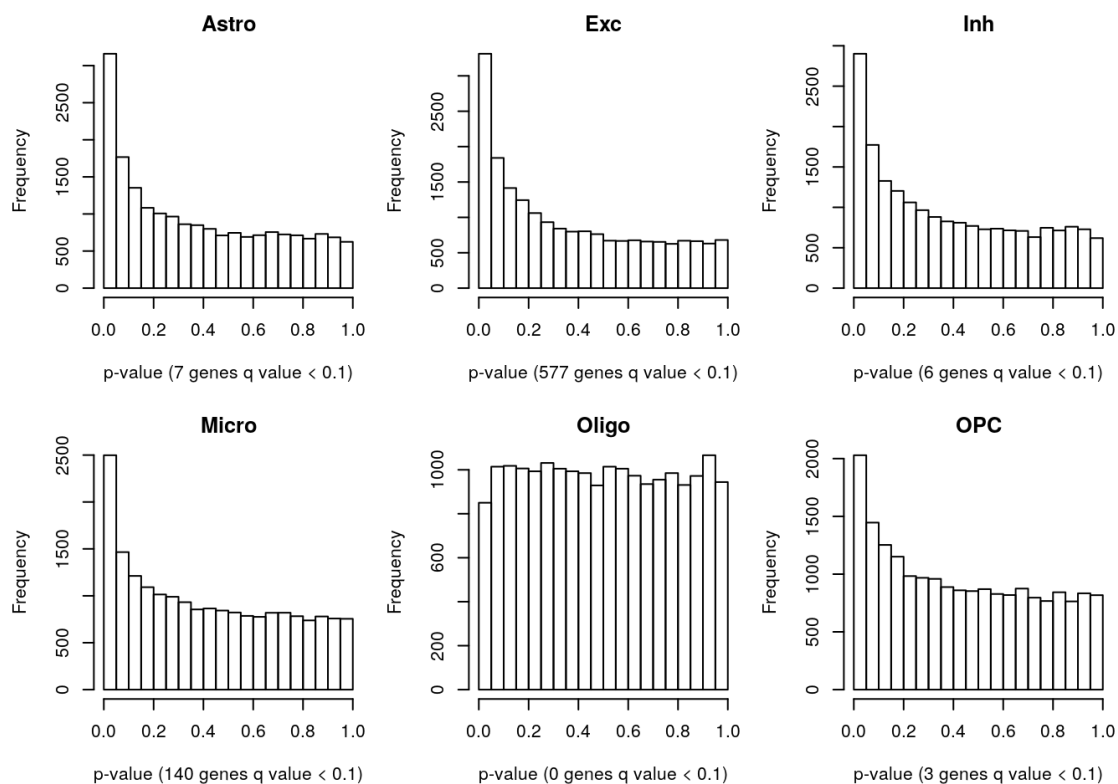 Astro
Frequency
0 500 1500 2500
0.0 0.2 0.4 0.6 0.8 1.0
p-value (7 genes q value < 0.1)
Exc
Frequency
0 500 1500 2500
0.0 0.2 0.4 0.6 0.8 1.0
p-value (577 genes q value < 0.1)
Inh
Frequency
0 500 1500 2500
0.0 0.2 0.4 0.6 0.8 1.0
p-value (6 genes q value < 0.1)
Micro
Frequency
0 500 1500 2500
0.0 0.2 0.4 0.6 0.8 1.0
p-value (140 genes q value < 0.1)
Oligo
Frequency
0 200 600 1000
0.0 0.2 0.4 0.6 0.8 1.0
p-value (0 genes q value < 0.1)
OPC
Frequency
0 500 1000 1500 2000
0.0 0.2 0.4 0.6 0.8 1.0
p-value (3 genes q value < 0.1)